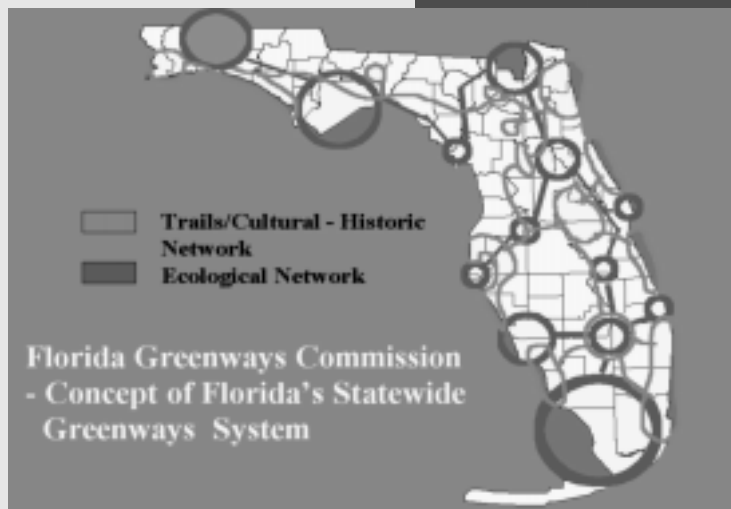 Trails/Cultural - Historic
Network
Ecological Network
Florida Greenways Commission
- Concept of Florida's Statewide
Greenways System